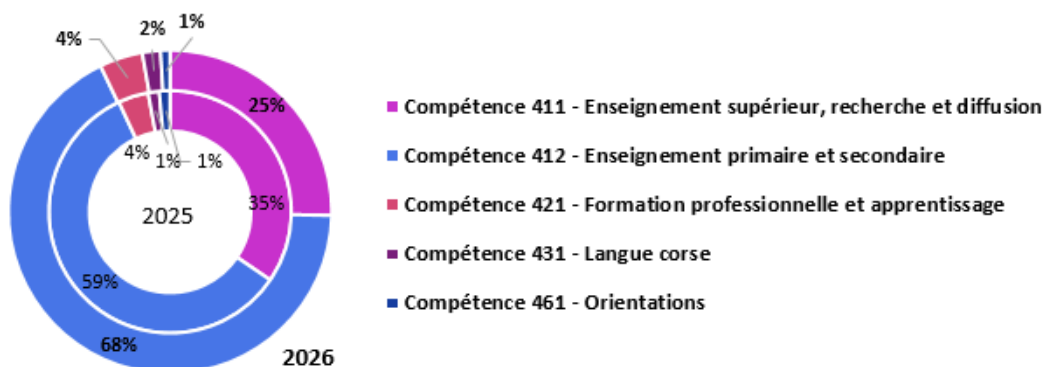 4%
2%
1%
25%
4%
1%
1%
35%
2025
59%
68%
2026
Compétence 411 - Enseignement supérieur, recherche et diffusion
Compétence 412 - Enseignement primaire et secondaire
Compétence 421 - Formation professionnelle et apprentissage
Compétence 431 - Langue corse
Compétence 461 - Orientations